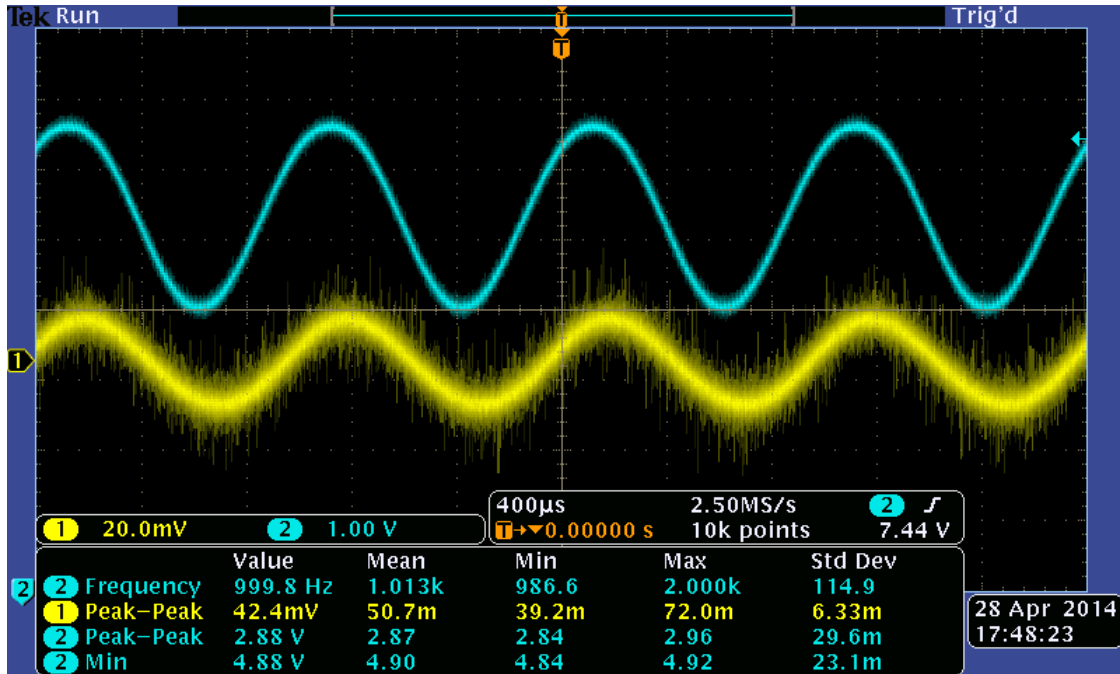 Tek Run Trig'd
T
T
1
400µs 2.50MS/s 2
1 20.0mV 2 1.00 V T→▼0.00000 s 10k points 7.44 V
Value Mean Min Max Std Dev
2 2 Frequency 999.8 Hz 1.013k 986.6 2.000k 114.9
1 Peak–Peak 42.4mV 50.7m 39.2m 72.0m 6.33m
2 Peak–Peak 2.88 V 2.87 2.84 2.96 29.6m
2 Min 4.88 V 4.90 4.84 4.92 23.1m
28 Apr 2014
17:48:23